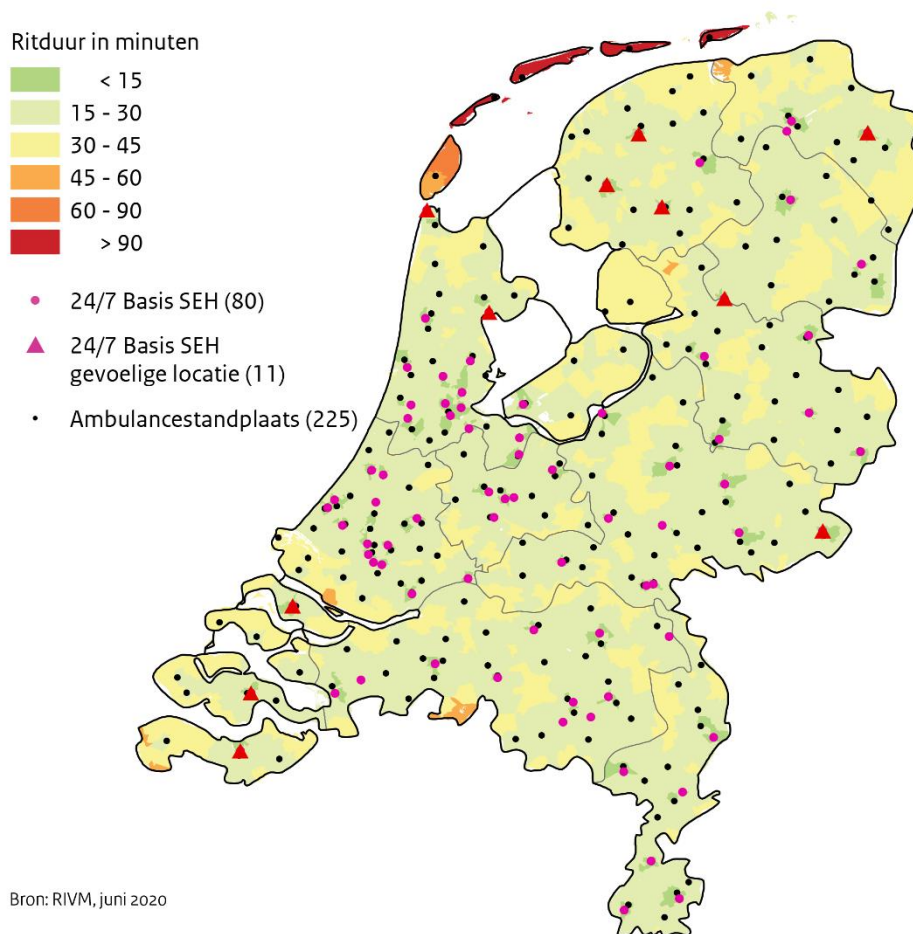 Ritduur in minuten
< 15
15 - 30
30 - 45
45 - 60
60 - 90
> 90
24/7 Basis SEH (80)
24/7 Basis SEH
gevoelige locatie (11)
Ambulancestandplaats (225)
Bron: RIVM, juni 2020